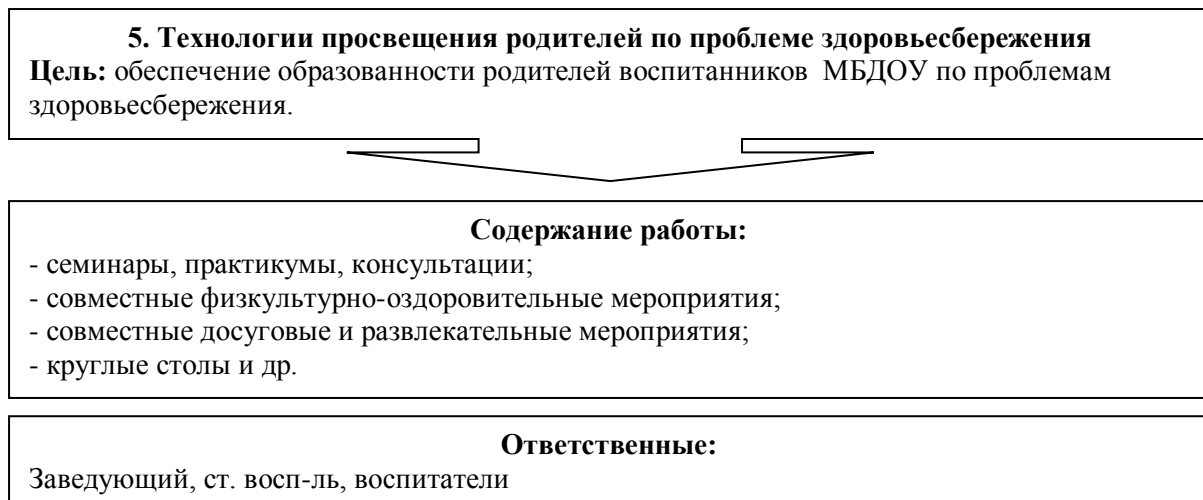 5. Технологии просвещения родителей по проблеме здоровьесбережения
Цель: обеспечение образованности родителей воспитанников МБДОУ по проблемам
здоровьесбережения.
Содержание работы:
- семинары, практикумы, консультации;
- совместные физкультурно-оздоровительные мероприятия;
- совместные досуговые и развлекательные мероприятия;
- круглые столы и др.
Ответственные:
Заведующий, ст. восп-ль, воспитатели